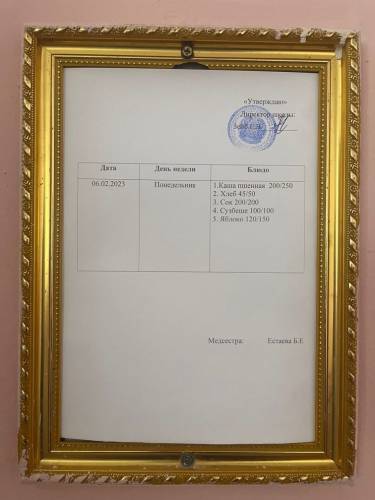 «Утверждаю»
Директор школы:
Дата День недели Блюдо
06.02.2023 Понедельник 1.Каша пшенная 200/250
2. Хлеб 45/50
3. Сок 200/200
4. Сузбеше 100/100
5. Яблоко 120/150
Медсестра: Естаева Б.Е